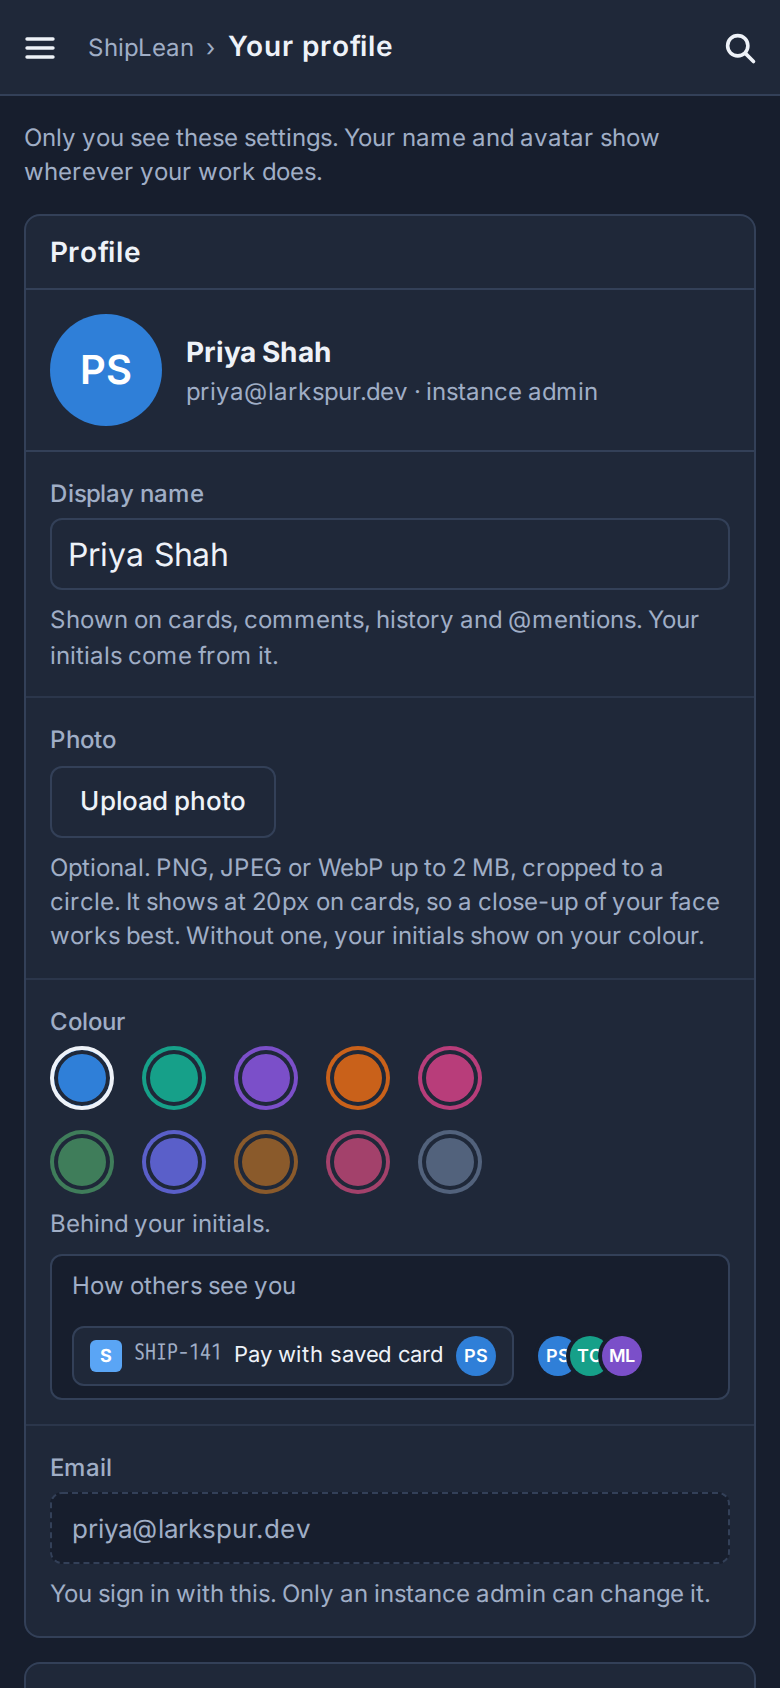 ShipLean › Your profile
Only you see these settings. Your name and avatar show
wherever your work does.
Profile
PS
Priya Shah
priya@larkspur.dev · instance admin
Display name
Priya Shah
Shown on cards, comments, history and @mentions. Your
initials come from it.
Photo
Upload photo
Optional. PNG, JPEG or WebP up to 2 MB, cropped to a
circle. It shows at 20px on cards, so a close-up of your face
works best. Without one, your initials show on your colour.
Colour
Behind your initials.
How others see you
S SHIP-141 Pay with saved card PS PS TC ML
Email
priya@larkspur.dev
You sign in with this. Only an instance admin can change it.